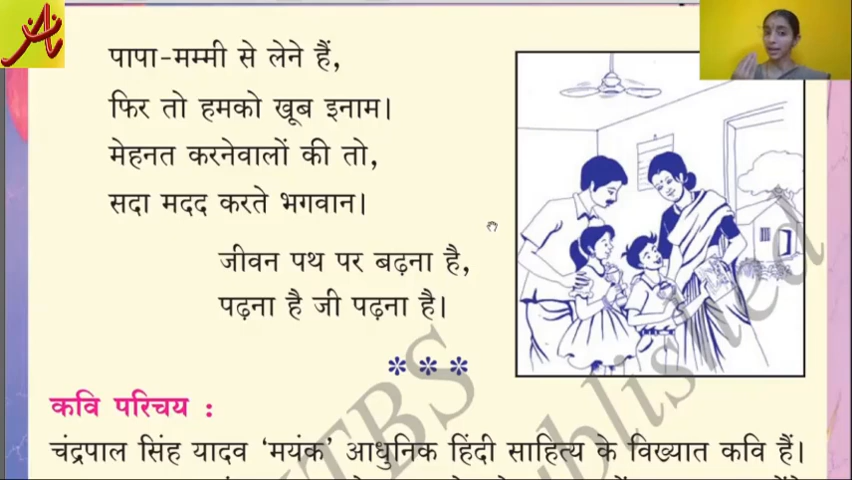 पापा-मम्मी से लेने हैं,
फिर तो हमको खूब इनाम।
मेहनत करनेवालों की तो,
सदा मदद करते भगवान।
जीवन पथ पर बढ़ना है,
पढ़ना है जी पढ़ना है।
***
कवि परिचय :
चंद्रपाल सिंह यादव ‘मयंक’ आधुनिक हिंदी साहित्य के विख्यात कवि हैं।